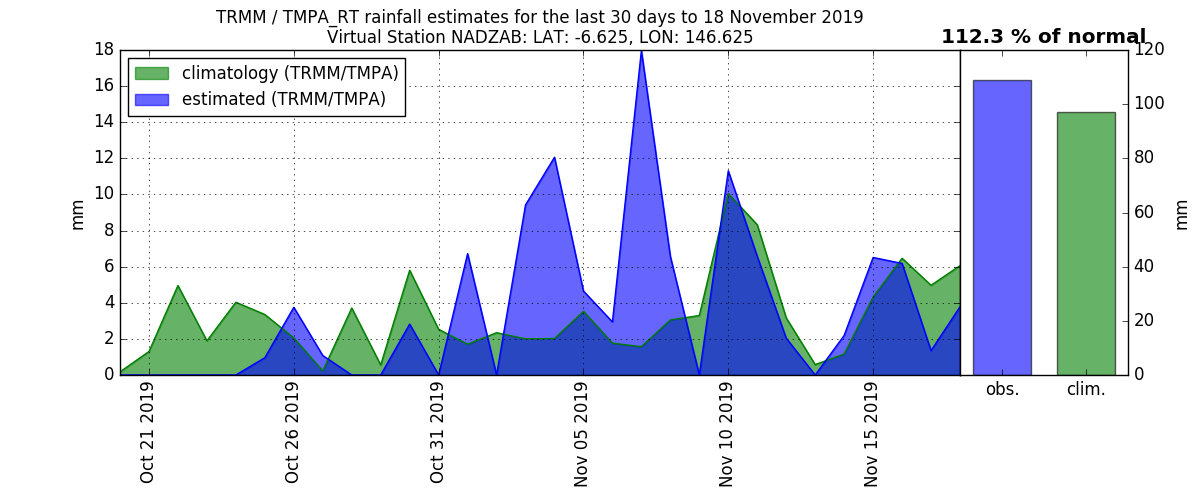 TRMM / TMPA_RT rainfall estimates for the last 30 days to 18 November 2019
Virtual Station NADZAB: LAT: -6.625, LON: 146.625
112.3 % of normal
climatology (TRMM/TMPA)
estimated (TRMM/TMPA)
18
16
14
12
10
8
6
4
2
0
mm
120
100
80
60
40
20
0
mm
Oct 21 2019
Oct 26 2019
Oct 31 2019
Nov 05 2019
Nov 10 2019
Nov 15 2019
obs.
clim.